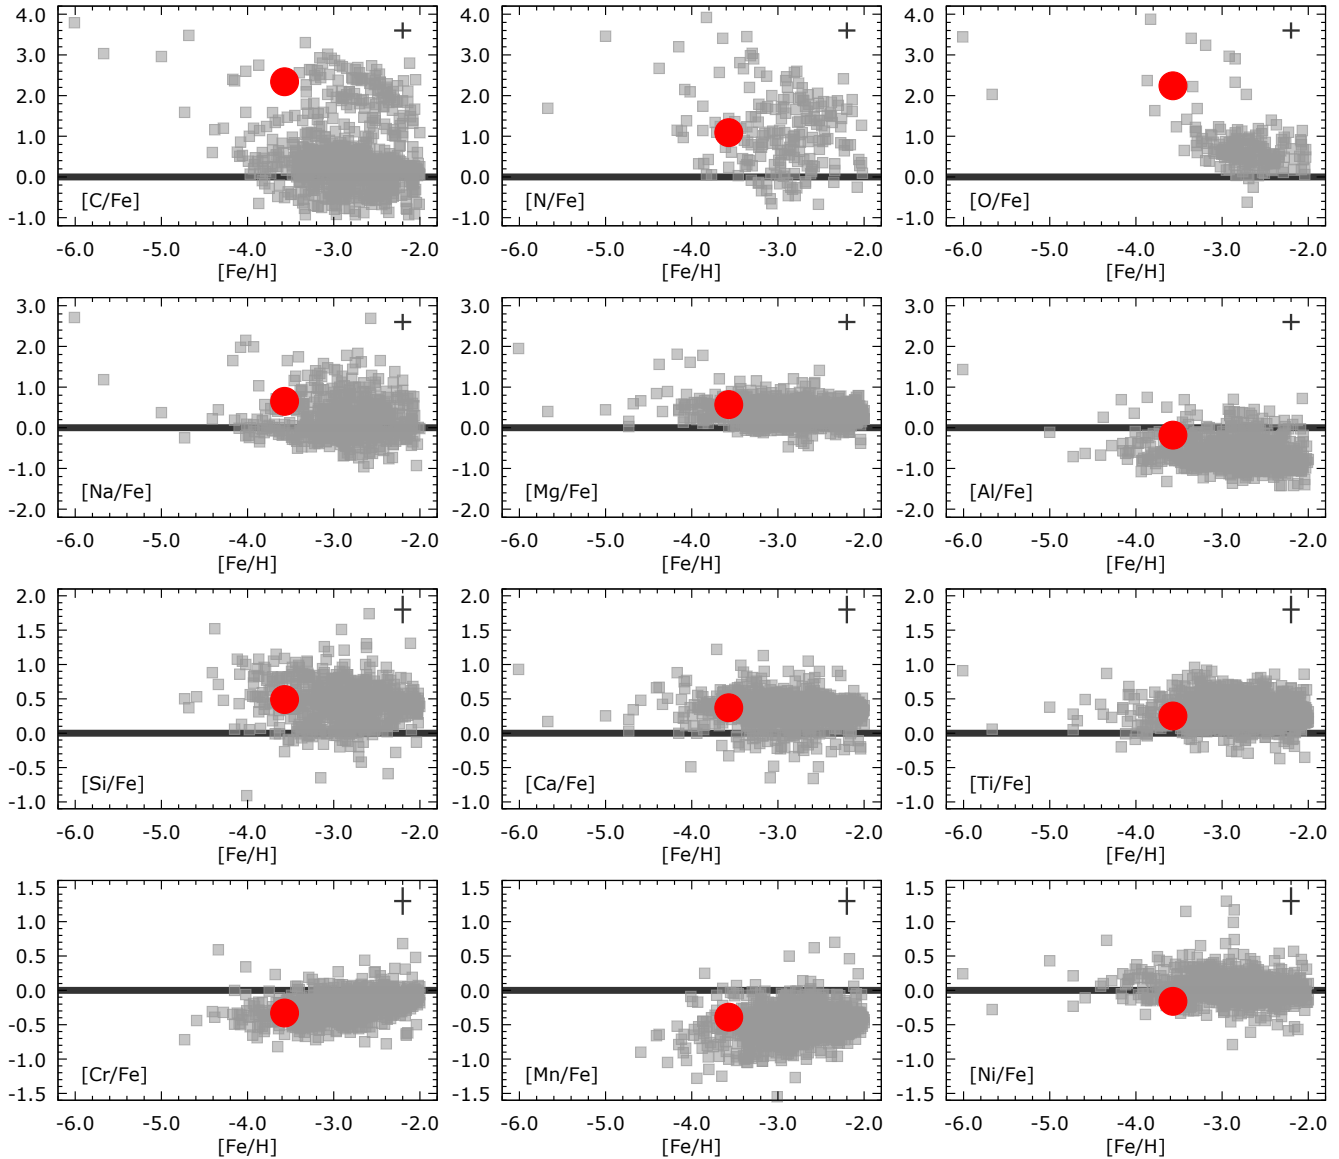 4.0 3.0 2.0 1.0 0.0 -1.0
[C/Fe]
-6.0 -5.0 -4.0 -3.0 -2.0
[Fe/H]
4.0 3.0 2.0 1.0 0.0 -1.0
[N/Fe]
-6.0 -5.0 -4.0 -3.0 -2.0
[Fe/H]
4.0 3.0 2.0 1.0 0.0 -1.0
[O/Fe]
-6.0 -5.0 -4.0 -3.0 -2.0
[Fe/H]
3.0 2.0 1.0 0.0 -1.0 -2.0
[Na/Fe]
-6.0 -5.0 -4.0 -3.0 -2.0
[Fe/H]
3.0 2.0 1.0 0.0 -1.0 -2.0
[Mg/Fe]
-6.0 -5.0 -4.0 -3.0 -2.0
[Fe/H]
3.0 2.0 1.0 0.0 -1.0 -2.0
[Al/Fe]
-6.0 -5.0 -4.0 -3.0 -2.0
[Fe/H]
2.0 1.5 1.0 0.5 0.0 -0.5 -1.0
[Si/Fe]
-6.0 -5.0 -4.0 -3.0 -2.0
[Fe/H]
2.0 1.5 1.0 0.5 0.0 -0.5 -1.0
[Ca/Fe]
-6.0 -5.0 -4.0 -3.0 -2.0
[Fe/H]
2.0 1.5 1.0 0.5 0.0 -0.5 -1.0
[Ti/Fe]
-6.0 -5.0 -4.0 -3.0 -2.0
[Fe/H]
1.5 1.0 0.5 0.0 -0.5 -1.0 -1.5
[Cr/Fe]
-6.0 -5.0 -4.0 -3.0 -2.0
[Fe/H]
1.5 1.0 0.5 0.0 -0.5 -1.0 -1.5
[Mn/Fe]
-6.0 -5.0 -4.0 -3.0 -2.0
[Fe/H]
1.5 1.0 0.5 0.0 -0.5 -1.0 -1.5
[Ni/Fe]
-6.0 -5.0 -4.0 -3.0 -2.0
[Fe/H]